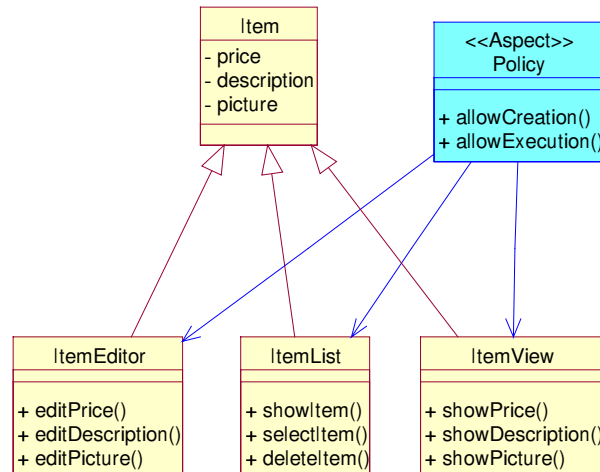 Item
- price
- description
- picture
<<Aspect>>
Policy
+ allowCreation()
+ allowExecution()
ItemEditor
+ editPrice()
+ editDescription()
+ editPicture()
ItemList
+ showItem()
+ selectItem()
+ deleteItem()
ItemView
+ showPrice()
+ showDescription()
+ showPicture()